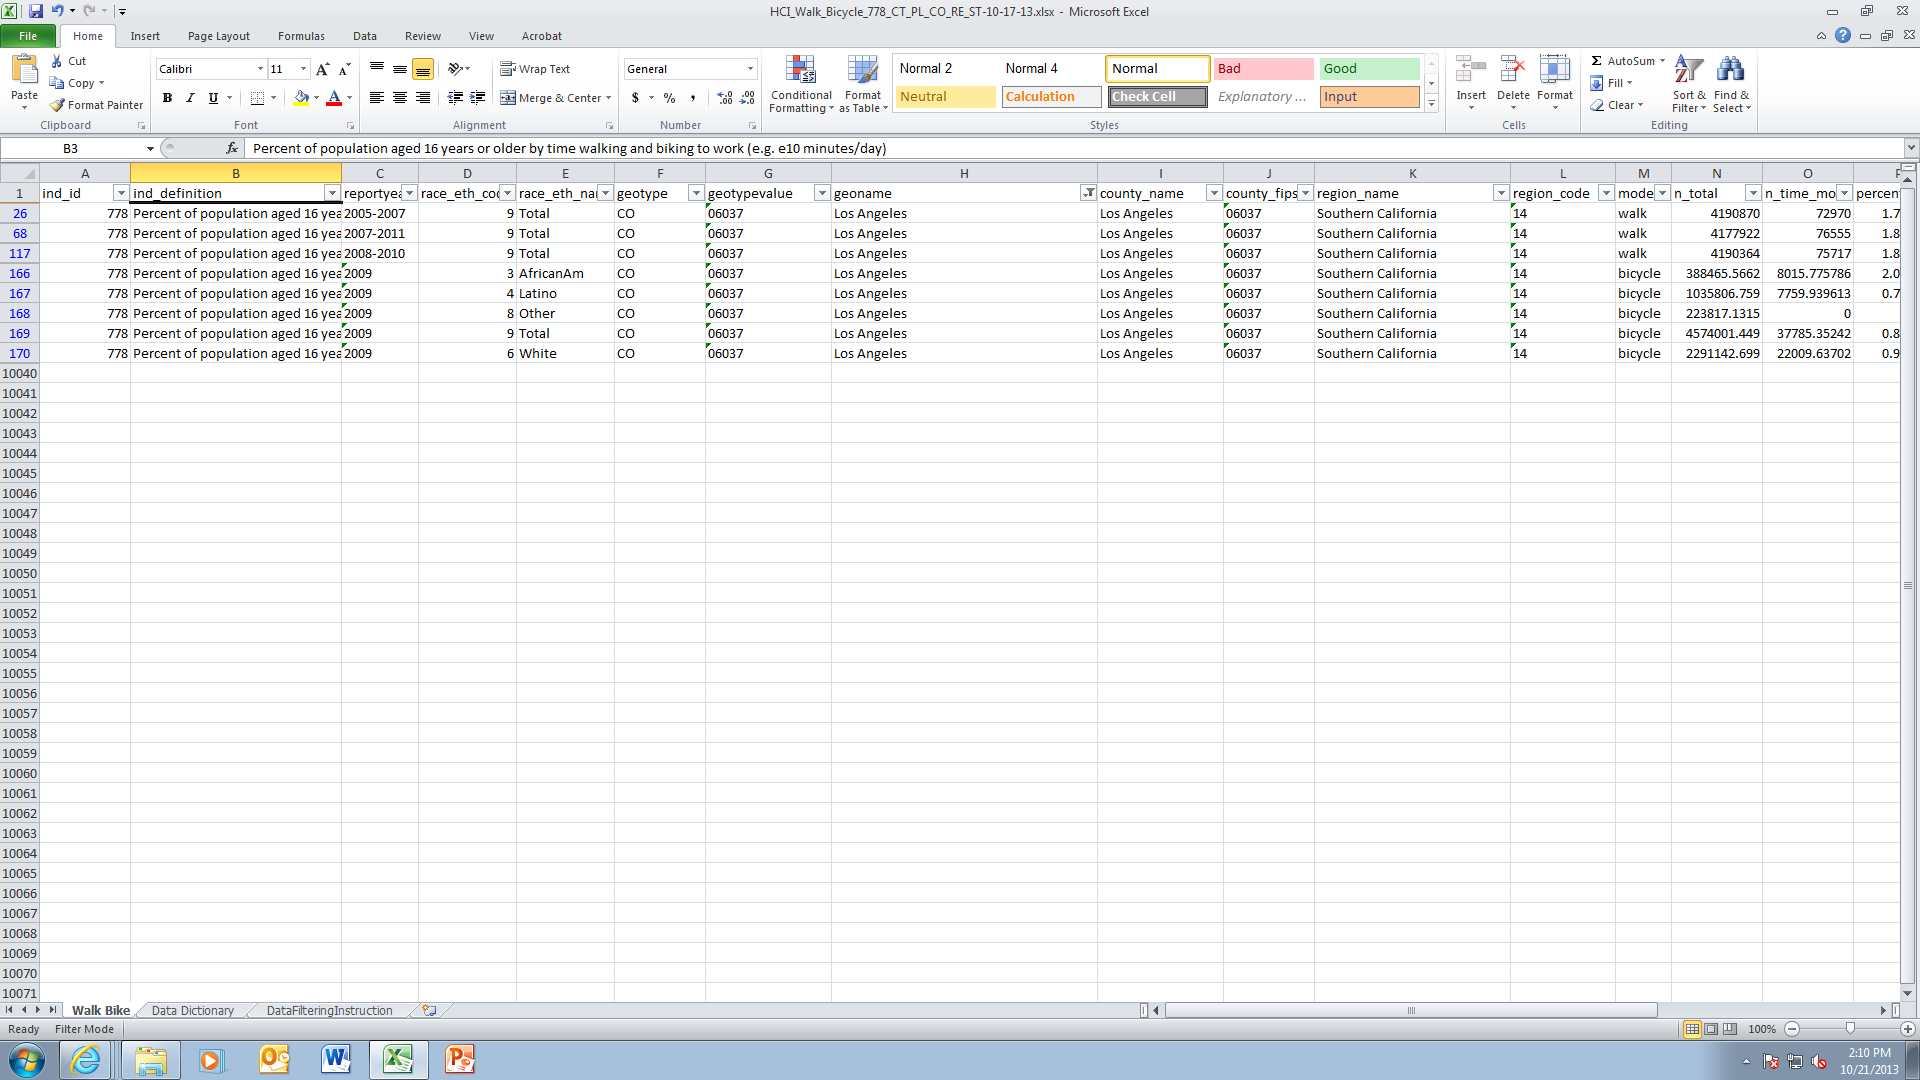 HCI_Walk_Bicycle_778_CT_PL_CO_RE_ST-10-17-13.xlsx - Microsoft Excel
File Home Insert Page Layout Formulas Data Review View Acrobat
Paste Cut Copy Format Painter Clipboard
Calibri 11 B I U Font
Wrap Text Merge & Center Alignment
General $ % , Number
Conditional Formatting Format as Table
Normal 2 Normal 4 Normal Bad Good
Neutral Calculation Check Cell Explanatory ... Input
Styles
Insert Delete Format Cells
AutoSum Fill Clear Sort & Filter Find & Select Editing
B3 fx Percent of population aged 16 years or older by time walking and biking to work (e.g. e10 minutes/day)
A B C D E F G H I J K L M N O P
1 ind_id ind_definition reportyea race_eth_cod race_eth_nar geotype geotypevalue geoname county_name county_fips region_name region_code mode n_total n_time_mo percent
26 778 Percent of population aged 16 yea 2005-2007 9 Total CO 06037 Los Angeles Los Angeles 06037 Southern California 14 walk 4190870 72970 1.7
68 778 Percent of population aged 16 yea 2007-2011 9 Total CO 06037 Los Angeles Los Angeles 06037 Southern California 14 walk 4177922 76555 1.8
117 778 Percent of population aged 16 yea 2008-2010 9 Total CO 06037 Los Angeles Los Angeles 06037 Southern California 14 walk 4190364 75717 1.8
166 778 Percent of population aged 16 yea 2009 3 AfricanAm CO 06037 Los Angeles Los Angeles 06037 Southern California 14 bicycle 388465.5662 8015.775786 2.0
167 778 Percent of population aged 16 yea 2009 4 Latino CO 06037 Los Angeles Los Angeles 06037 Southern California 14 bicycle 1035806.759 7759.939613 0.7
168 778 Percent of population aged 16 yea 2009 8 Other CO 06037 Los Angeles Los Angeles 06037 Southern California 14 bicycle 223817.1315 0
169 778 Percent of population aged 16 yea 2009 9 Total CO 06037 Los Angeles Los Angeles 06037 Southern California 14 bicycle 4574001.449 37785.35242 0.8
170 778 Percent of population aged 16 yea 2009 6 White CO 06037 Los Angeles Los Angeles 06037 Southern California 14 bicycle 2291142.699 22009.63702 0.9
10040
10041
10042
10043
10044
10045
10046
10047
10048
10049
10050
10051
10052
10053
10054
10055
10056
10057
10058
10059
10060
10061
10062
10063
10064
10065
10066
10067
10068
10069
10070
10071
Walk Bike Data Dictionary DataFilteringInstruction
Ready Filter Mode 100%
2:10 PM
10/21/2013